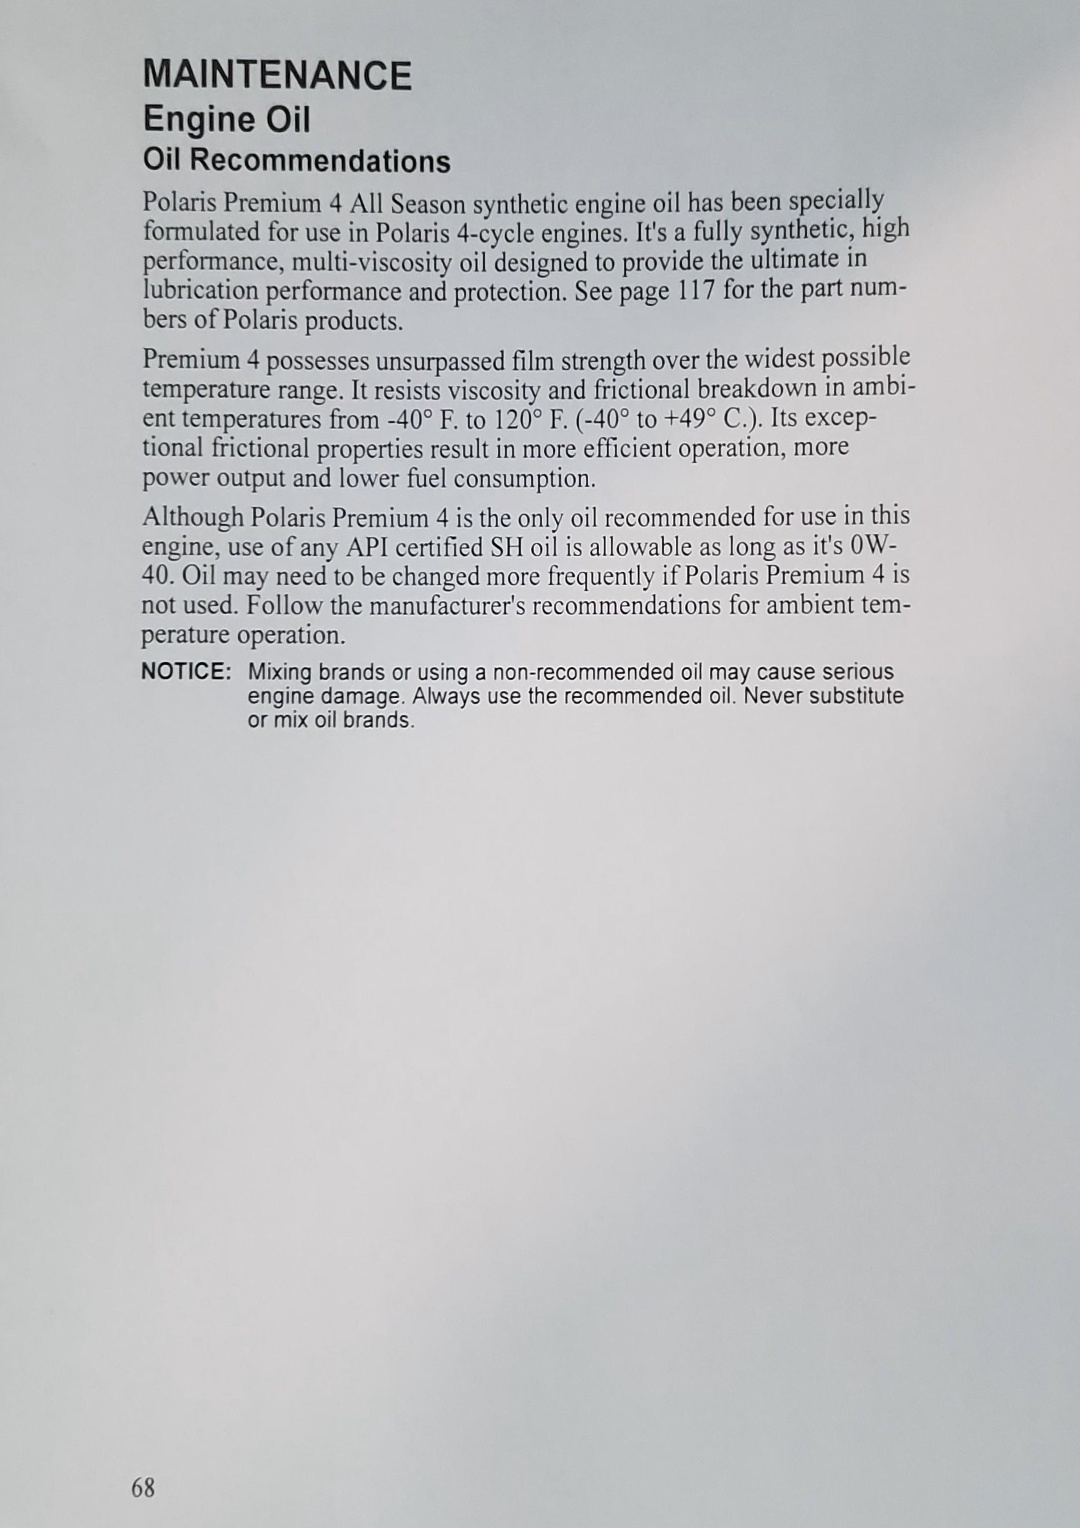 MAINTENANCE
Engine Oil
Oil Recommendations
Polaris Premium 4 All Season synthetic engine oil has been specially
formulated for use in Polaris 4-cycle engines. It's a fully synthetic, high
performance, multi-viscosity oil designed to provide the ultimate in
lubrication performance and protection. See page 117 for the part num-
bers of Polaris products.
Premium 4 possesses unsurpassed film strength over the widest possible
temperature range. It resists viscosity and frictional breakdown in ambi-
ent temperatures from -40° F. to 120° F. (-40° to +49° C.). Its excep-
tional frictional properties result in more efficient operation, more
power output and lower fuel consumption.
Although Polaris Premium 4 is the only oil recommended for use in this
engine, use of any API certified SH oil is allowable as long as it's 0W-
40. Oil may need to be changed more frequently if Polaris Premium 4 is
not used. Follow the manufacturer's recommendations for ambient tem-
perature operation.
NOTICE: Mixing brands or using a non-recommended oil may cause serious
engine damage. Always use the recommended oil. Never substitute
or mix oil brands.
68